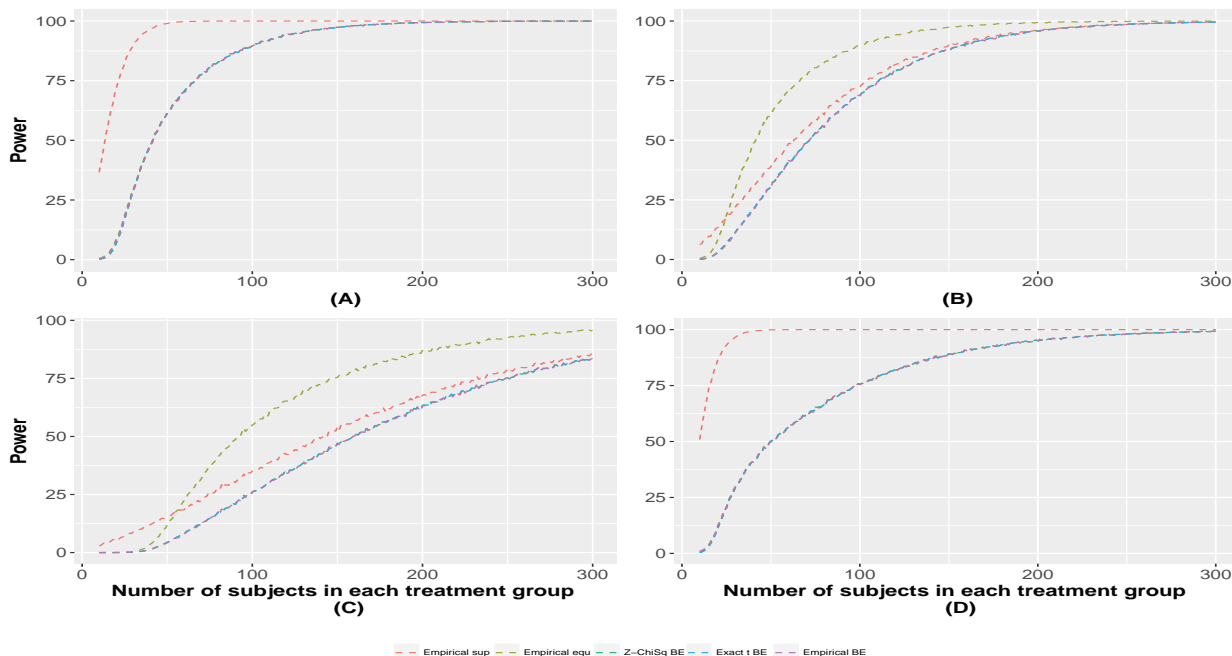 100
75
50
25
0
Power
0 100 200 300
(A)
100
75
50
25
0
0 100 200 300
(B)
100
75
50
25
0
Power
0 100 200 300
Number of subjects in each treatment group
(C)
100
75
50
25
0
0 100 200 300
Number of subjects in each treatment group
(D)
Empirical sup Empirical equ Z−ChiSq BE Exact t BE Empirical BE